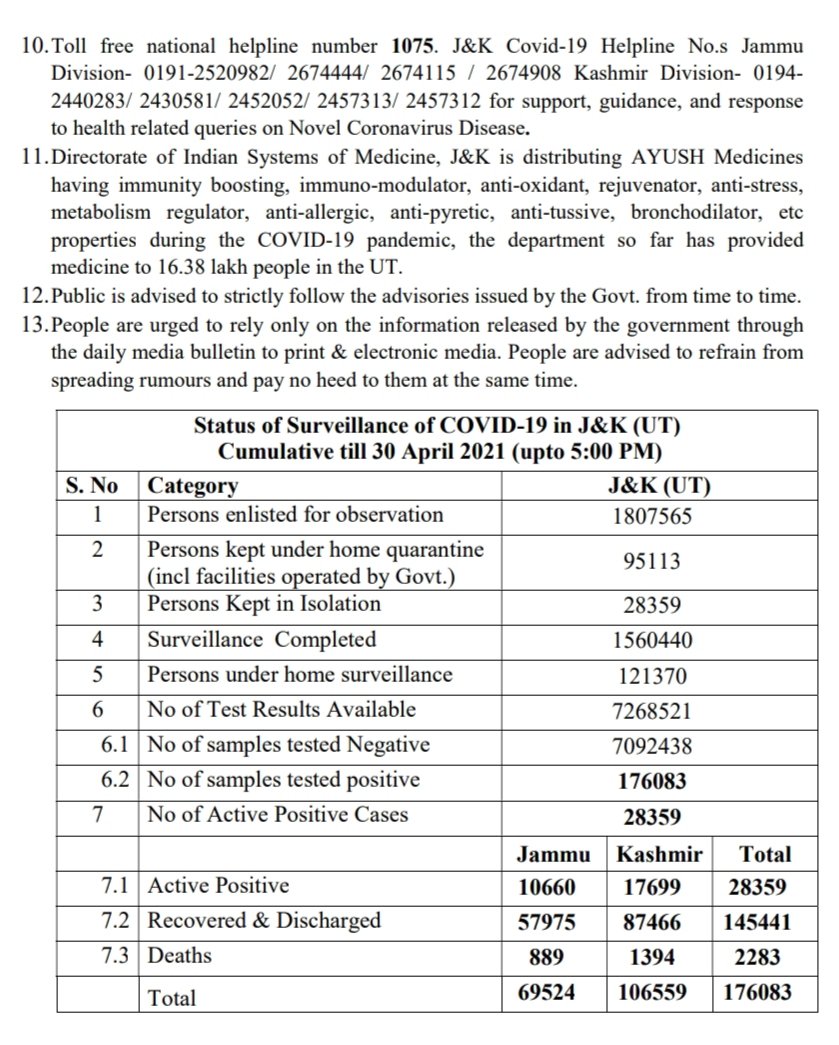 10.Toll free national helpline number 1075. J&K Covid-19 Helpline No.s Jammu
Division- 0191-2520982/ 2674444/ 2674115 / 2674908 Kashmir Division- 0194-
2440283/ 2430581/ 2452052/ 2457313/ 2457312 for support, guidance, and response
to health related queries on Novel Coronavirus Disease.
11.Directorate of Indian Systems of Medicine, J&K is distributing AYUSH Medicines
having immunity boosting, immuno-modulator, anti-oxidant, rejuvenator, anti-stress,
metabolism regulator, anti-allergic, anti-pyretic, anti-tussive, bronchodilator, etc
properties during the COVID-19 pandemic, the department so far has provided
medicine to 16.38 lakh people in the UT.
12.Public is advised to strictly follow the advisories issued by the Govt. from time to time.
13.People are urged to rely only on the information released by the government through
the daily media bulletin to print & electronic media. People are advised to refrain from
spreading rumours and pay no heed to them at the same time.
Status of Surveillance of COVID-19 in J&K (UT)
Cumulative till 30 April 2021 (upto 5:00 PM)
S. No Category J&K (UT)
1 Persons enlisted for observation 1807565
2 Persons kept under home quarantine
(incl facilities operated by Govt.) 95113
3 Persons Kept in Isolation 28359
4 Surveillance Completed 1560440
5 Persons under home surveillance 121370
6 No of Test Results Available 7268521
6.1 No of samples tested Negative 7092438
6.2 No of samples tested positive 176083
7 No of Active Positive Cases 28359
Jammu Kashmir Total
7.1 Active Positive 10660 17699 28359
7.2 Recovered & Discharged 57975 87466 145441
7.3 Deaths 889 1394 2283
Total 69524 106559 176083